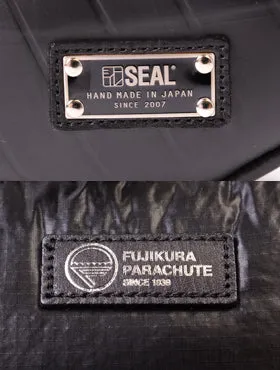 SEAL
HAND MADE IN JAPAN
SINCE 2007
FUJIKURA
PARACHUTE
SINCE 1939